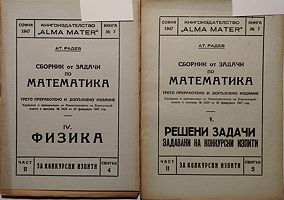 СОФИЯ
1947
КНИГОИЗДАТЕЛСТВО
„ALMA MATER"
КНИГА
№ 7
АТ. РАДЕВ
СБОРНИК от ЗАДАЧИ
ПО
МАТЕМАТИКА
ТРЕТО ПРЕРАБОТЕНО И ДОПЪЛНЕНО ИЗДАНИЕ
IV.
ФИЗИКА
ЧАСТ
II
ЗА КОНКУРСНИ ИЗПИТИ
СВИТЪК
4
СОФИЯ
1947
КНИГОИЗДАТЕЛСТВО
„ALMA MATER"
КНИГА
№ 7
АТ. РАДЕВ
СБОРНИК от ЗАДАЧИ
ПО
МАТЕМАТИКА
ТРЕТО ПРЕРАБОТЕНО И ДОПЪЛНЕНО ИЗДАНИЕ
V.
РЕШЕНИ ЗАДАЧИ
ЗАДАВАНИ НА КОНКУРСНИ ИЗПИТИ
ЧАСТ
II
ЗА КОНКУРСНИ ИЗПИТИ
СВИТЪК
5